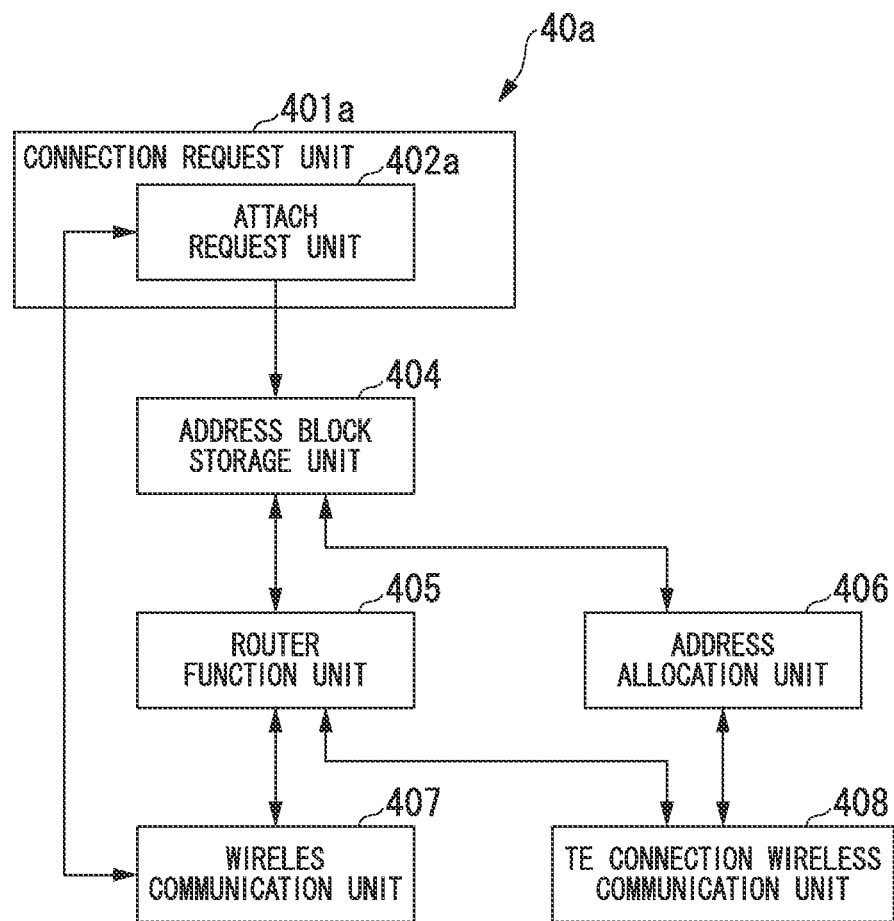 40a
401a
CONNECTION REQUEST UNIT
402a
ATTACH
REQUEST UNIT
404
ADDRESS BLOCK
STORAGE UNIT
405
ROUTER
FUNCTION UNIT
406
ADDRESS
ALLOCATION UNIT
407
WIRELES
COMMUNICATION UNIT
408
TE CONNECTION WIRELESS
COMMUNICATION UNIT